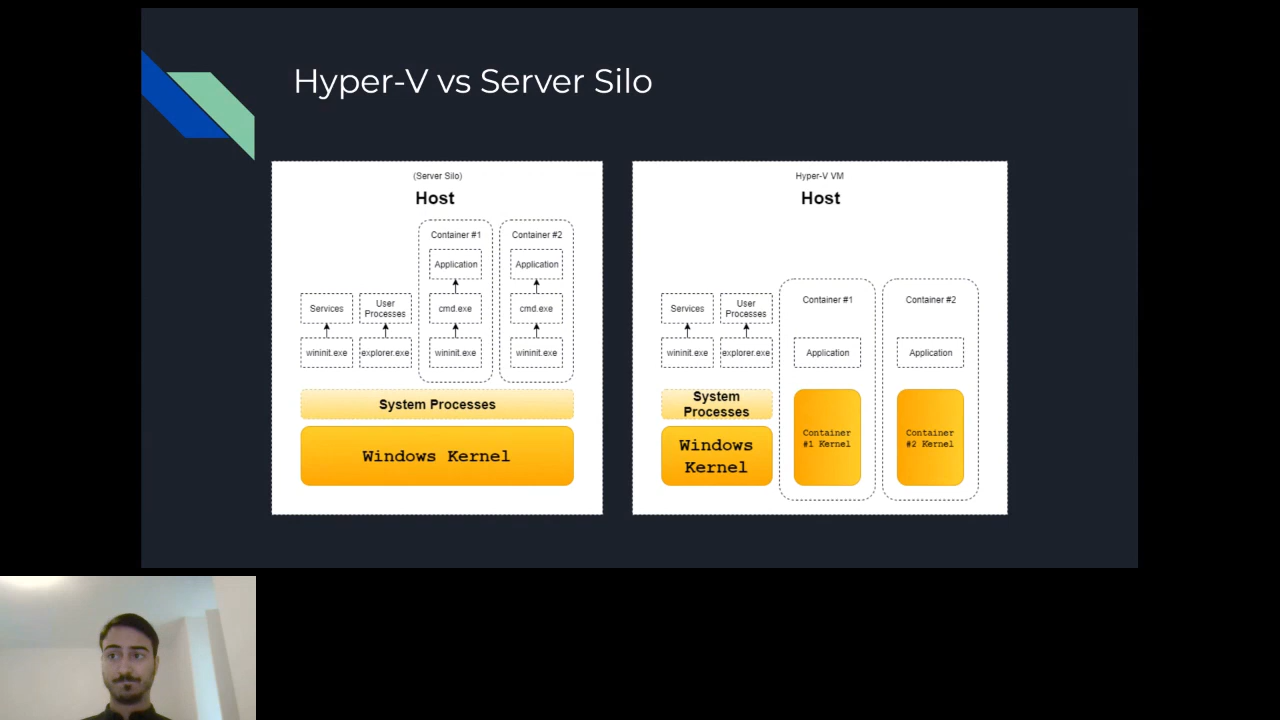 Hyper-V vs Server Silo
(Server Silo)
Host
Container #1
Container #2
Application
Application
Services
User
Processes
cmd.exe
cmd.exe
wininit.exe
explorer.exe
wininit.exe
wininit.exe
System Processes
Windows Kernel
Hyper-V VM
Host
Container #1
Container #2
Services
User
Processes
wininit.exe
explorer.exe
Application
Application
System
Processes
Windows
Kernel
Container
#1 Kernel
Container
#2 Kernel